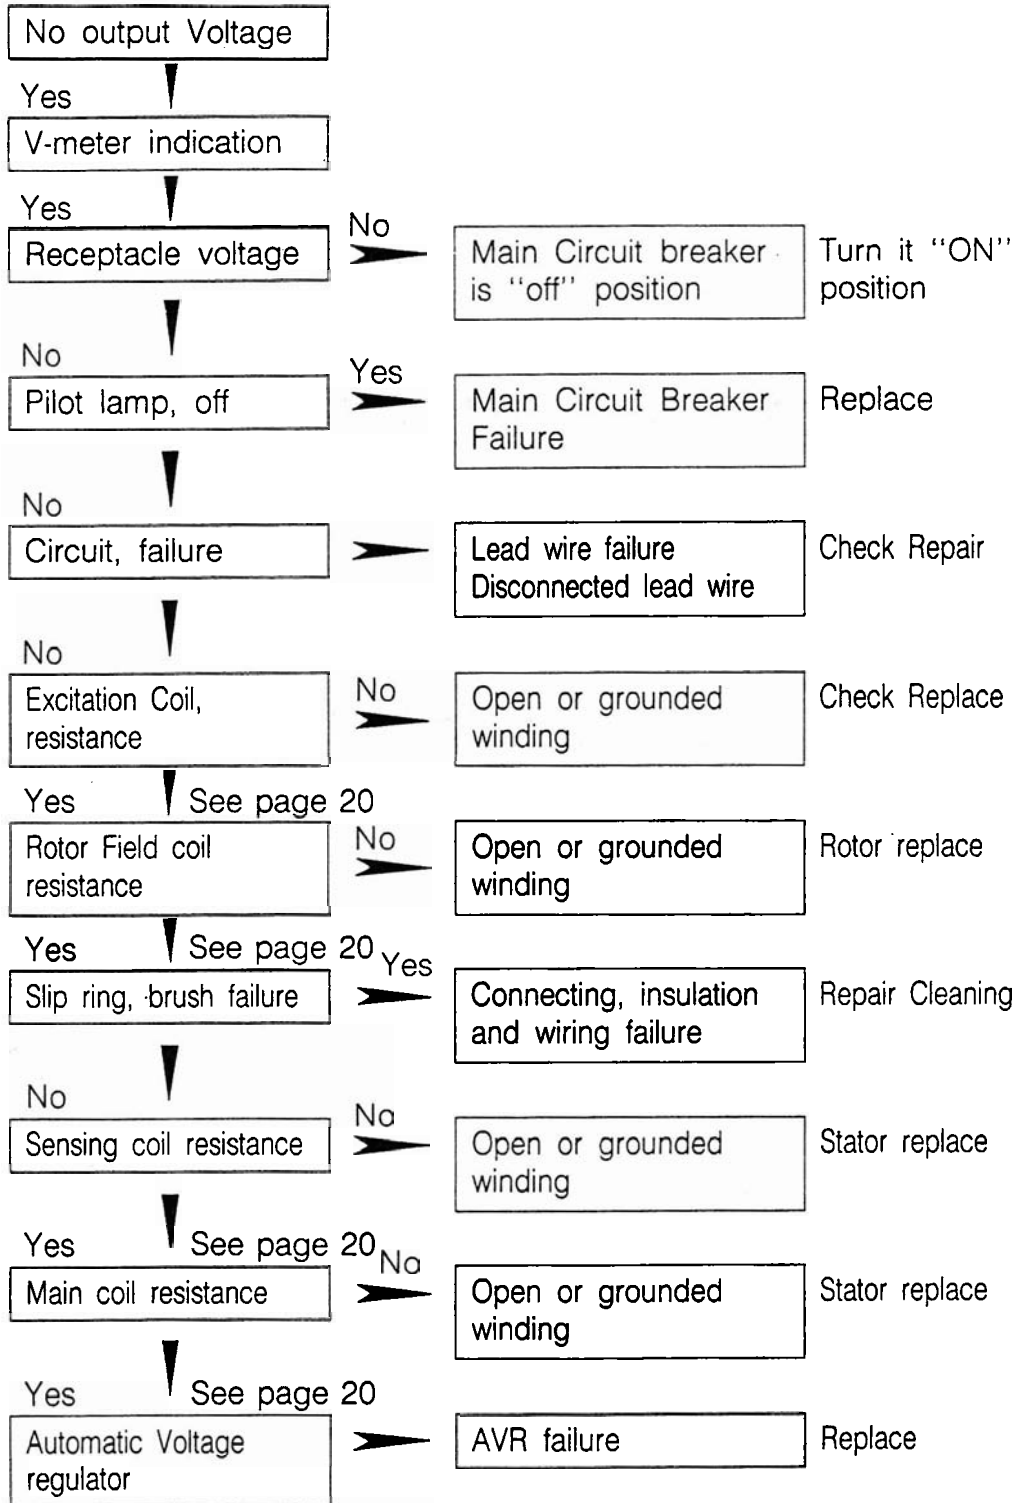 No output Voltage
Yes
V-meter indication
Yes
No
Receptacle voltage
Main Circuit breaker
is "off" position
Turn it "ON"
position
No
Yes
Pilot lamp, off
Main Circuit Breaker
Failure
Replace
No
Circuit, failure
Lead wire failure
Disconnected lead wire
Check Repair
No
No
Excitation Coil,
resistance
Open or grounded
winding
Check Replace
Yes
See page 20
No
Rotor Field coil
resistance
Open or grounded
winding
Rotor replace
Yes
See page 20
Yes
Slip ring, brush failure
Connecting, insulation
and wiring failure
Repair Cleaning
No
No
Sensing coil resistance
Open or grounded
winding
Stator replace
Yes
See page 20
No
Main coil resistance
Open or grounded
winding
Stator replace
Yes
See page 20
Automatic Voltage
regulator
AVR failure
Replace